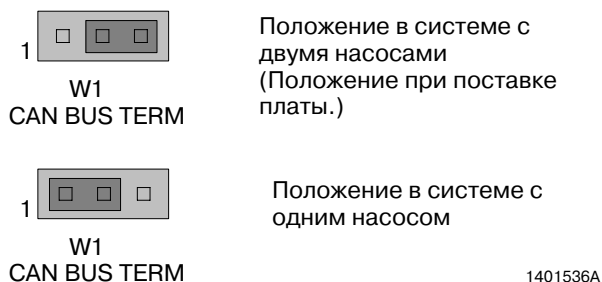 1
W1
CAN BUS TERM
Положение в системе с
двумя насосами
(Положение при поставке
платы.)
1
W1
CAN BUS TERM
Положение в системе с
одним насосом
1401536A